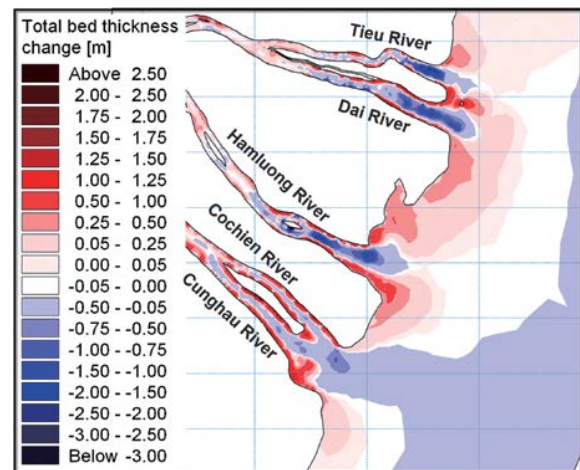 Total bed thickness
change [m]
Above 2.50
2.00 - 2.50
1.75 - 2.00
1.50 - 1.75
1.25 - 1.50
1.00 - 1.25
0.50 - 1.00
0.25 - 0.50
0.05 - 0.25
0.00 - 0.05
-0.05 - 0.00
-0.50 - -0.05
-0.75 - -0.50
-1.00 - -0.75
-1.50 - -1.00
-2.00 - -1.50
-2.50 - -2.00
-3.00 - -2.50
Below -3.00
Tieu River
Dai River
Hamluong River
Cochien River
Cunghau River